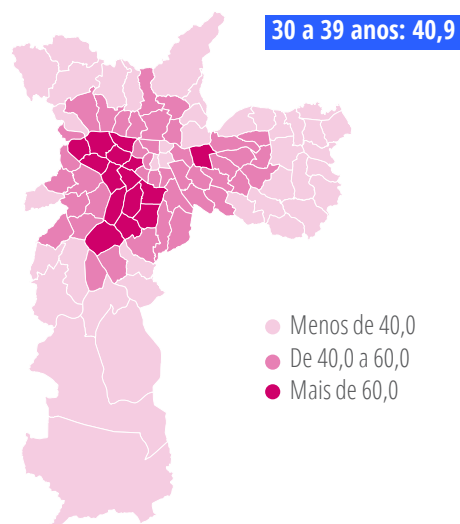 30 a 39 anos: 40,9
Menos de 40,0
De 40,0 a 60,0
Mais de 60,0